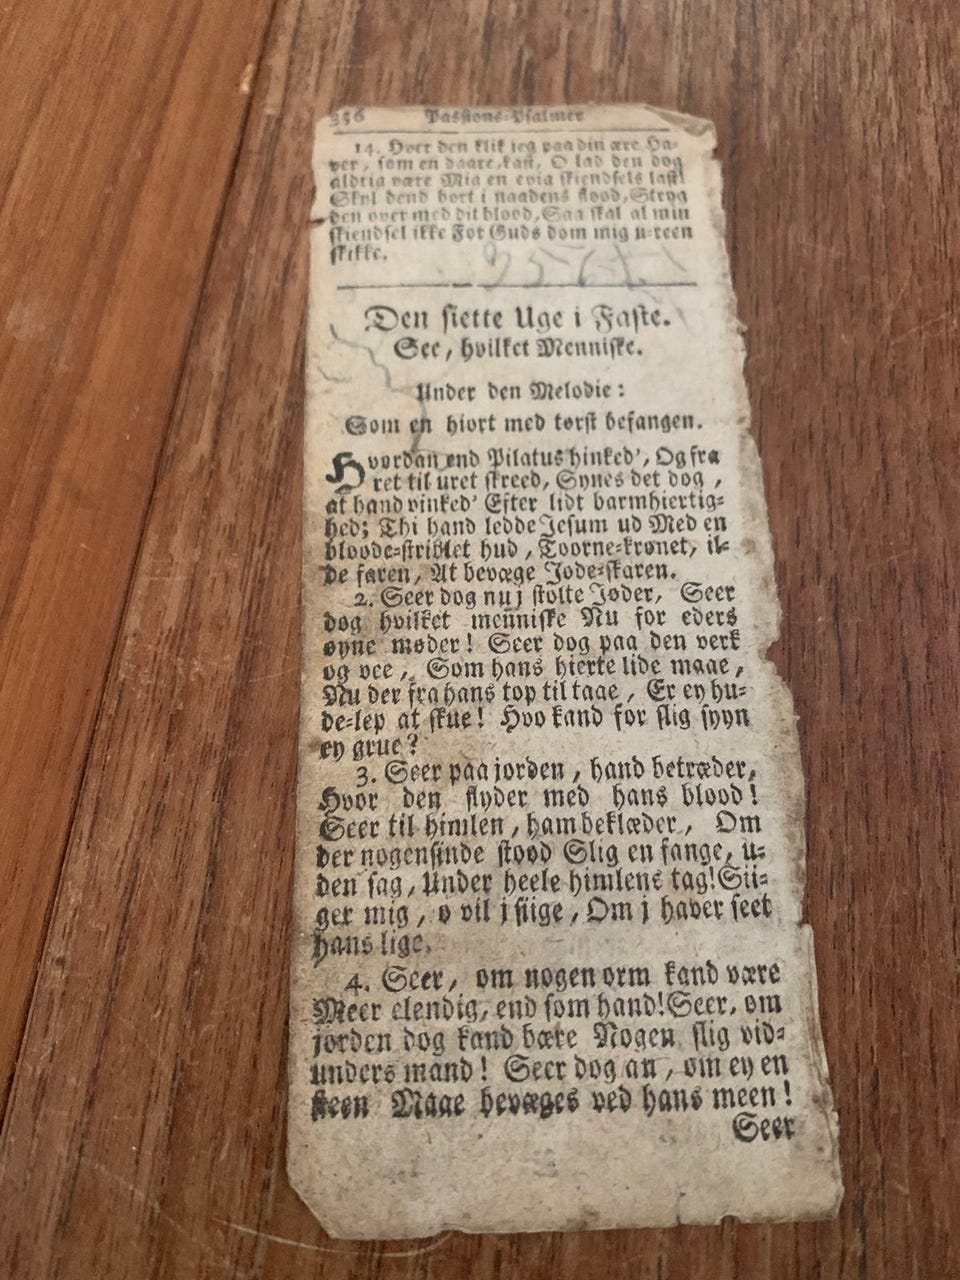 356 Passions-Psalmer
14. Hver den klik jeg paa din ære Ha-
ver, som en daare, kast, O lad den dog
aldrig være Mig en evig skiendsels last!
Skyl dend bort i naadens flood, Stryg
den over med dit blood, Saa skal al min
skiendsel ikke For Guds dom mig u-reen
skikke.
Den siette Uge i Faste.
See, hvilket Menniske.
Under den Melodie:
Som en hiort med tørst befangen.
Hvordan end Pilatus hinked', Og fra
ret til uret skreed, Synes det dog,
at hand vinked' Efter lidt barmhiertig-
hed; Thi hand ledde Jesum ud Med en
bloode-striblet hud, Toorne-krønet, il-
de faren, At bevæge Jøde-skaren.
2. Seer dog nu j stolte Jøder, Seer
dog hvilket menniske Nu for eders
øyne møder! Seer dog paa den verk
og vee, Som hans hierte lide maae,
Nu der fra hans top til taae, Er ey hu-
de-lep at skue! Hvo kand for slig syyn
ey grue?
3. Seer paa jorden, hand betræder,
Hvor den flyder med hans blood!
Seer til himlen, ham beklæder, Om
der nogensinde stood Slig en fange, u-
den sag, Under heele himlens tag! Sii-
ger mig, o vil j siige, Om j haver seet
hans lige.
4. Seer, om nogen orm kand være
Meer elendig, end som hand! Seer, om
jorden dog kand bære Nogen slig vid-
unders mand! Seer dog an, om ey en
steen Maae bevæges ved hans meen!
Seer